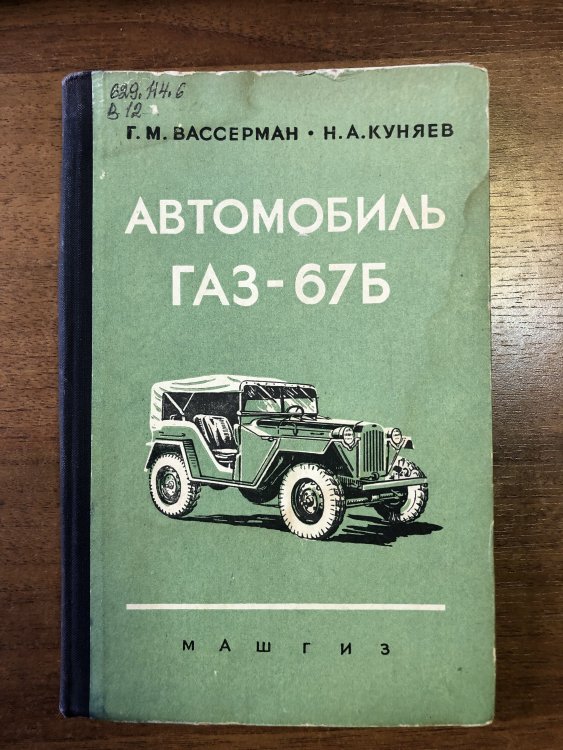 629.114.6
В 12
Г. М. ВАССЕРМАН • Н. А. КУНЯЕВ
АВТОМОБИЛЬ
ГАЗ-67Б
МАШГИЗ